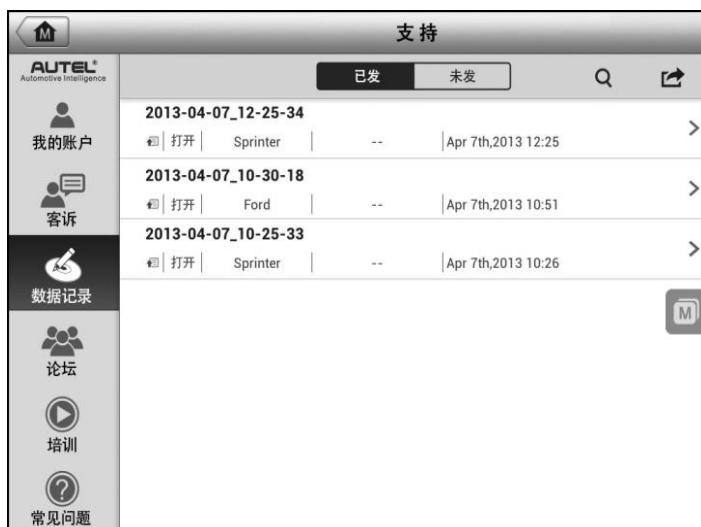 M
支持
AUTEL®
Automotive Intelligence
已发 未发
我的账户
客诉
数据记录
论坛
培训
?
常见问题
2013-04-07_12-25-34
打开 Sprinter -- Apr 7th,2013 12:25
2013-04-07_10-30-18
打开 Ford -- Apr 7th,2013 10:51
2013-04-07_10-25-33
打开 Sprinter -- Apr 7th,2013 10:26
M